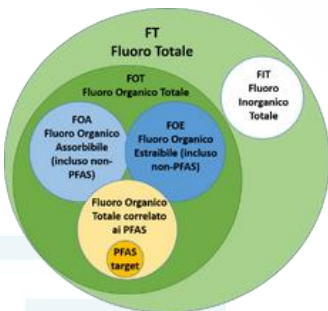 FT
Fluoro Totale
FOT
Fluoro Organico Totale
FIT
Fluoro
Inorganico
Totale
FOA
Fluoro Organico
Assorbibile
(incluso non-
PFAS)
FOE
Fluoro Organico
Estraibile (incluso
non-PFAS)
Fluoro Organico
Totale correlato
ai PFAS
PFAS
target